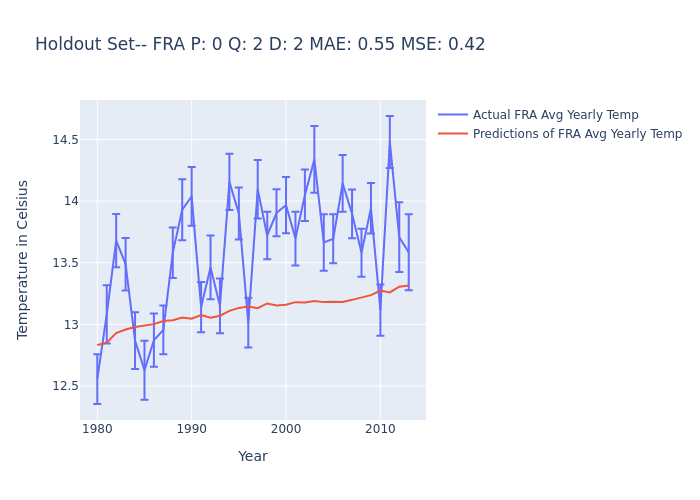 Holdout Set-- FRA P: 0 Q: 2 D: 2 MAE: 0.55 MSE: 0.42
Actual FRA Avg Yearly Temp
Predictions of FRA Avg Yearly Temp
Temperature in Celsius
14.5
14
13.5
13
12.5
1980
1990
2000
2010
Year